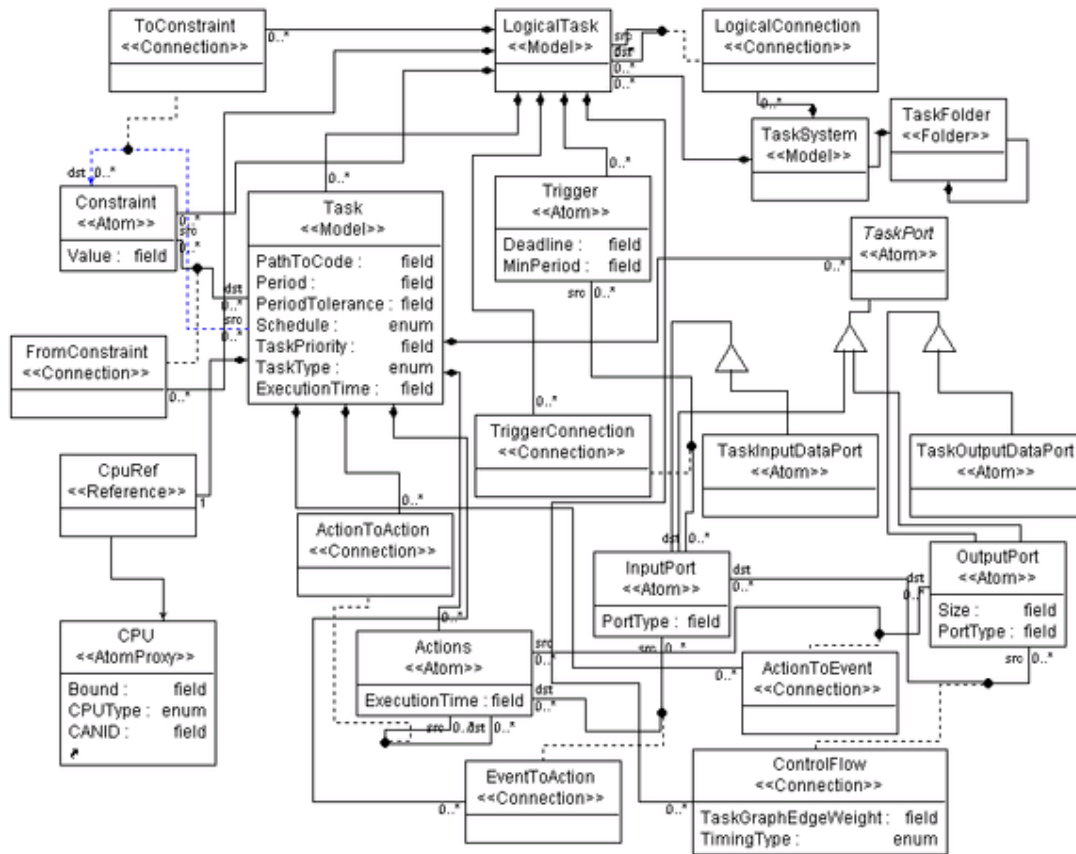 ToConstraint
<<Connection>>
0..*
LogicalTask
<<Model>>
src
dst
0..*
0..*
LogicalConnection
<<Connection>>
0..*
TaskSystem
<<Model>>
TaskFolder
<<Folder>>
dst
0..*
Constraint
<<Atom>>
Value : field
0..*
src
0..*
0..*
Task
<<Model>>
PathToCode : field
Period : field
PeriodTolerance : field
Schedule : enum
TaskPriority : field
TaskType : enum
ExecutionTime : field
dst
0..*
src
0..*
0..*
Trigger
<<Atom>>
Deadline : field
MinPeriod : field
src
0..*
TaskPort
<<Atom>>
0..*
FromConstraint
<<Connection>>
0..*
0..*
TriggerConnection
<<Connection>>
TaskInputDataPort
<<Atom>>
TaskOutputDataPort
<<Atom>>
CpuRef
<<Reference>>
1
0..*
ActionToAction
<<Connection>>
dst
0..*
InputPort
<<Atom>>
PortType : field
src
0..*
dst
0..*
OutputPort
<<Atom>>
Size : field
PortType : field
dst
0..*
src
0..*
CPU
<<AtomProxy>>
Bound : field
CPUType : enum
CANID : field
0..*
Actions
<<Atom>>
ExecutionTime : field
src
0..*
dst
0..*
src
0..*
dst
ActionToEvent
<<Connection>>
0..*
EventToAction
<<Connection>>
0..*
ControlFlow
<<Connection>>
TaskGraphEdgeWeight : field
TimingType : enum
0..*